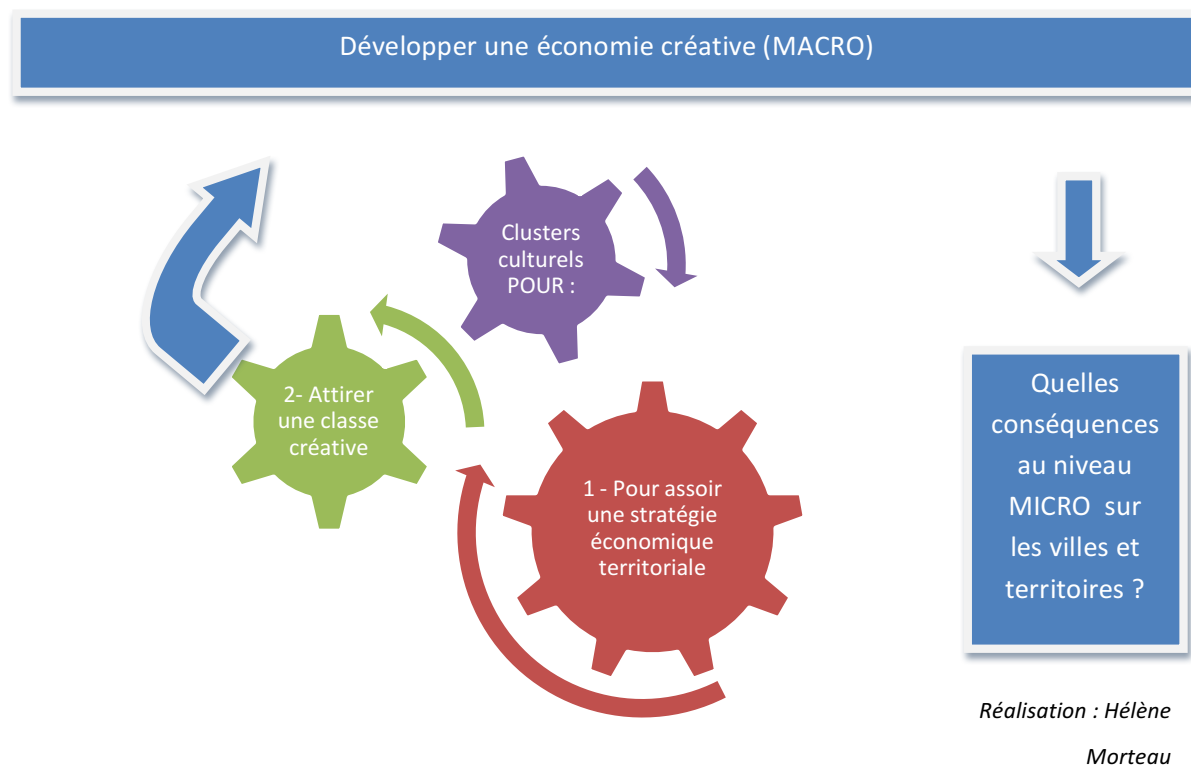 Développer une économie créative (MACRO)
Clusters
culturels
POUR :
2- Attirer
une classe
créative
1 - Pour assoir
une stratégie
économique
territoriale
Quelles
conséquences
au niveau
MICRO sur
les villes et
territoires ?
Réalisation : Hélène
Morteau